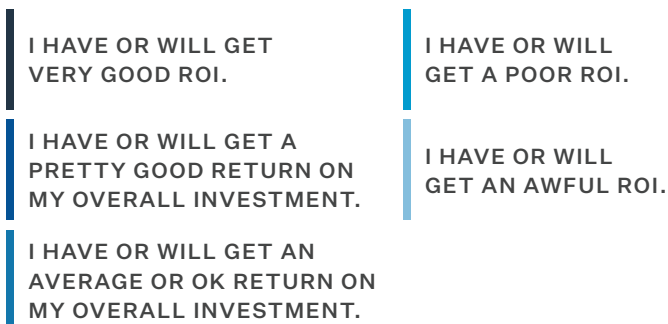 I HAVE OR WILL GET
VERY GOOD ROI.
I HAVE OR WILL GET A
PRETTY GOOD RETURN ON
MY OVERALL INVESTMENT.
I HAVE OR WILL GET AN
AVERAGE OR OK RETURN ON
MY OVERALL INVESTMENT.
I HAVE OR WILL
GET A POOR ROI.
I HAVE OR WILL
GET AN AWFUL ROI.